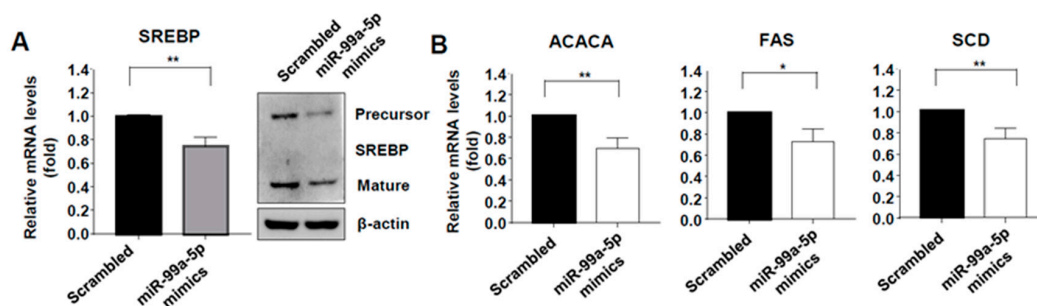 A
SREBP
**
Relative mRNA levels
(fold)
1.4
1.2
1.0
0.8
0.6
0.4
0.2
0.0
Scrambled
miR-99a-5p
mimics
Scrambled
miR-99a-5p
mimics
Precursor
SREBP
Mature
β-actin
B
ACACA
**
Relative mRNA levels
(fold)
1.4
1.2
1.0
0.8
0.6
0.4
0.2
0.0
Scrambled
miR-99a-5p
mimics
FAS
*
1.4
1.2
1.0
0.8
0.6
0.4
0.2
0.0
Scrambled
miR-99a-5p
mimics
SCD
**
1.4
1.2
1.0
0.8
0.6
0.4
0.2
0.0
Scrambled
miR-99a-5p
mimics